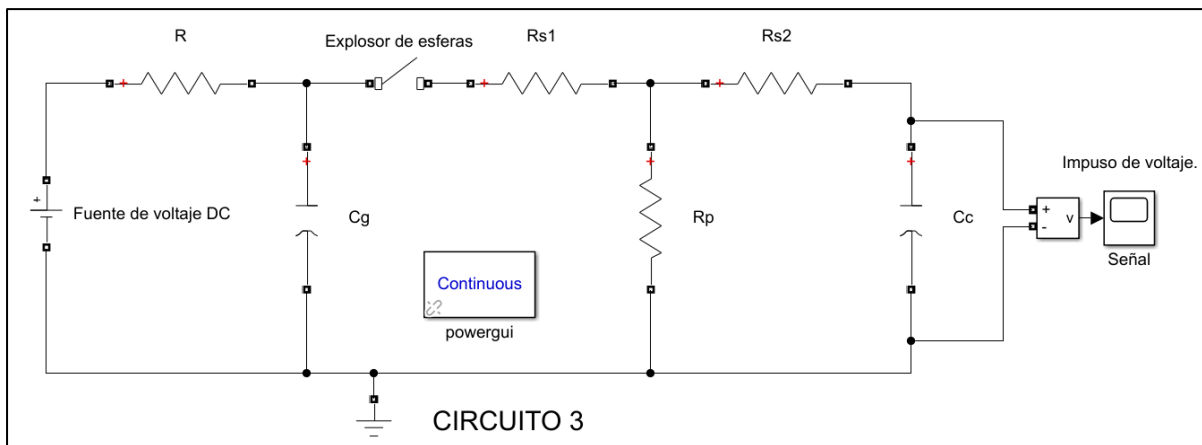 R
Explosor de esferas
Rs1
Rs2
Impuso de voltaje.
+
Fuente de voltaje DC
Cg
Rp
Cc
+
-
v
Señal
Continuous
powergui
CIRCUITO 3